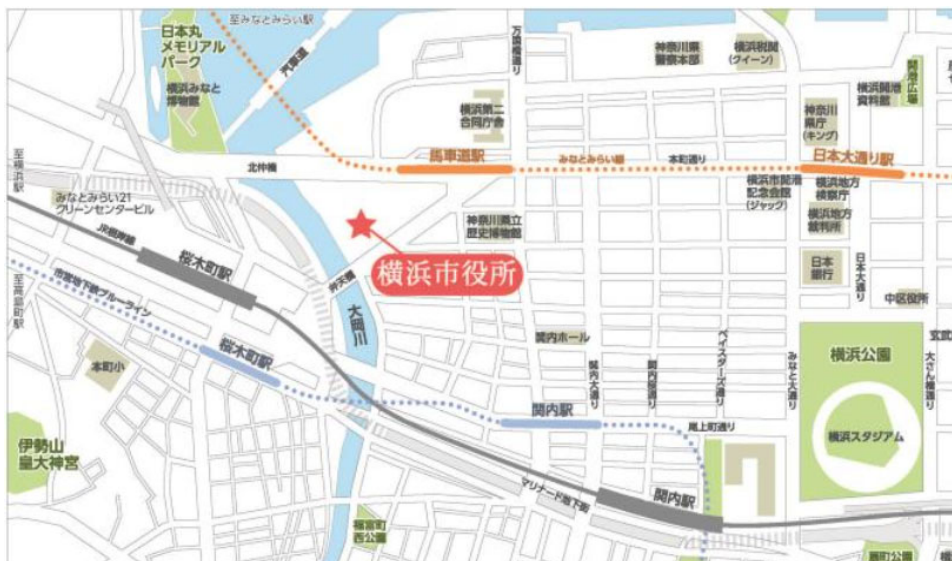 至みなとみらい駅
日本丸
メモリアル
パーク
汽車道
万国橋通り
神奈川県
警察本部
横浜税関
(クイーン)
開港広場
横浜みなと
博物館
横浜第二
合同庁舎
神奈川
県庁
(キング)
横浜開港
資料館
北仲橋
馬車道駅
みなとみらい線
本町通り
日本大通り駅
至横浜駅
みなとみらい21
グリーンセンタービル
横浜市開港
記念会館
(ジャック)
横浜地方
検察庁
横浜地方
裁判所
神奈川県立
歴史博物館
JR根岸線
桜木町駅
弁天橋
横浜市役所
日本
銀行
日本大通り
中区役所
至高島町駅
市営地下鉄ブルーライン
大岡川
桜木町駅
本町小
関内ホール
関内大通り
関内桜通り
ベイスターズ通り
みなと大通り
横浜公園
大さん橋通り
関内駅
尾上町通り
横浜スタジアム
伊勢山
皇大神宮
マリナード地下街
関内駅
福富町
西公園